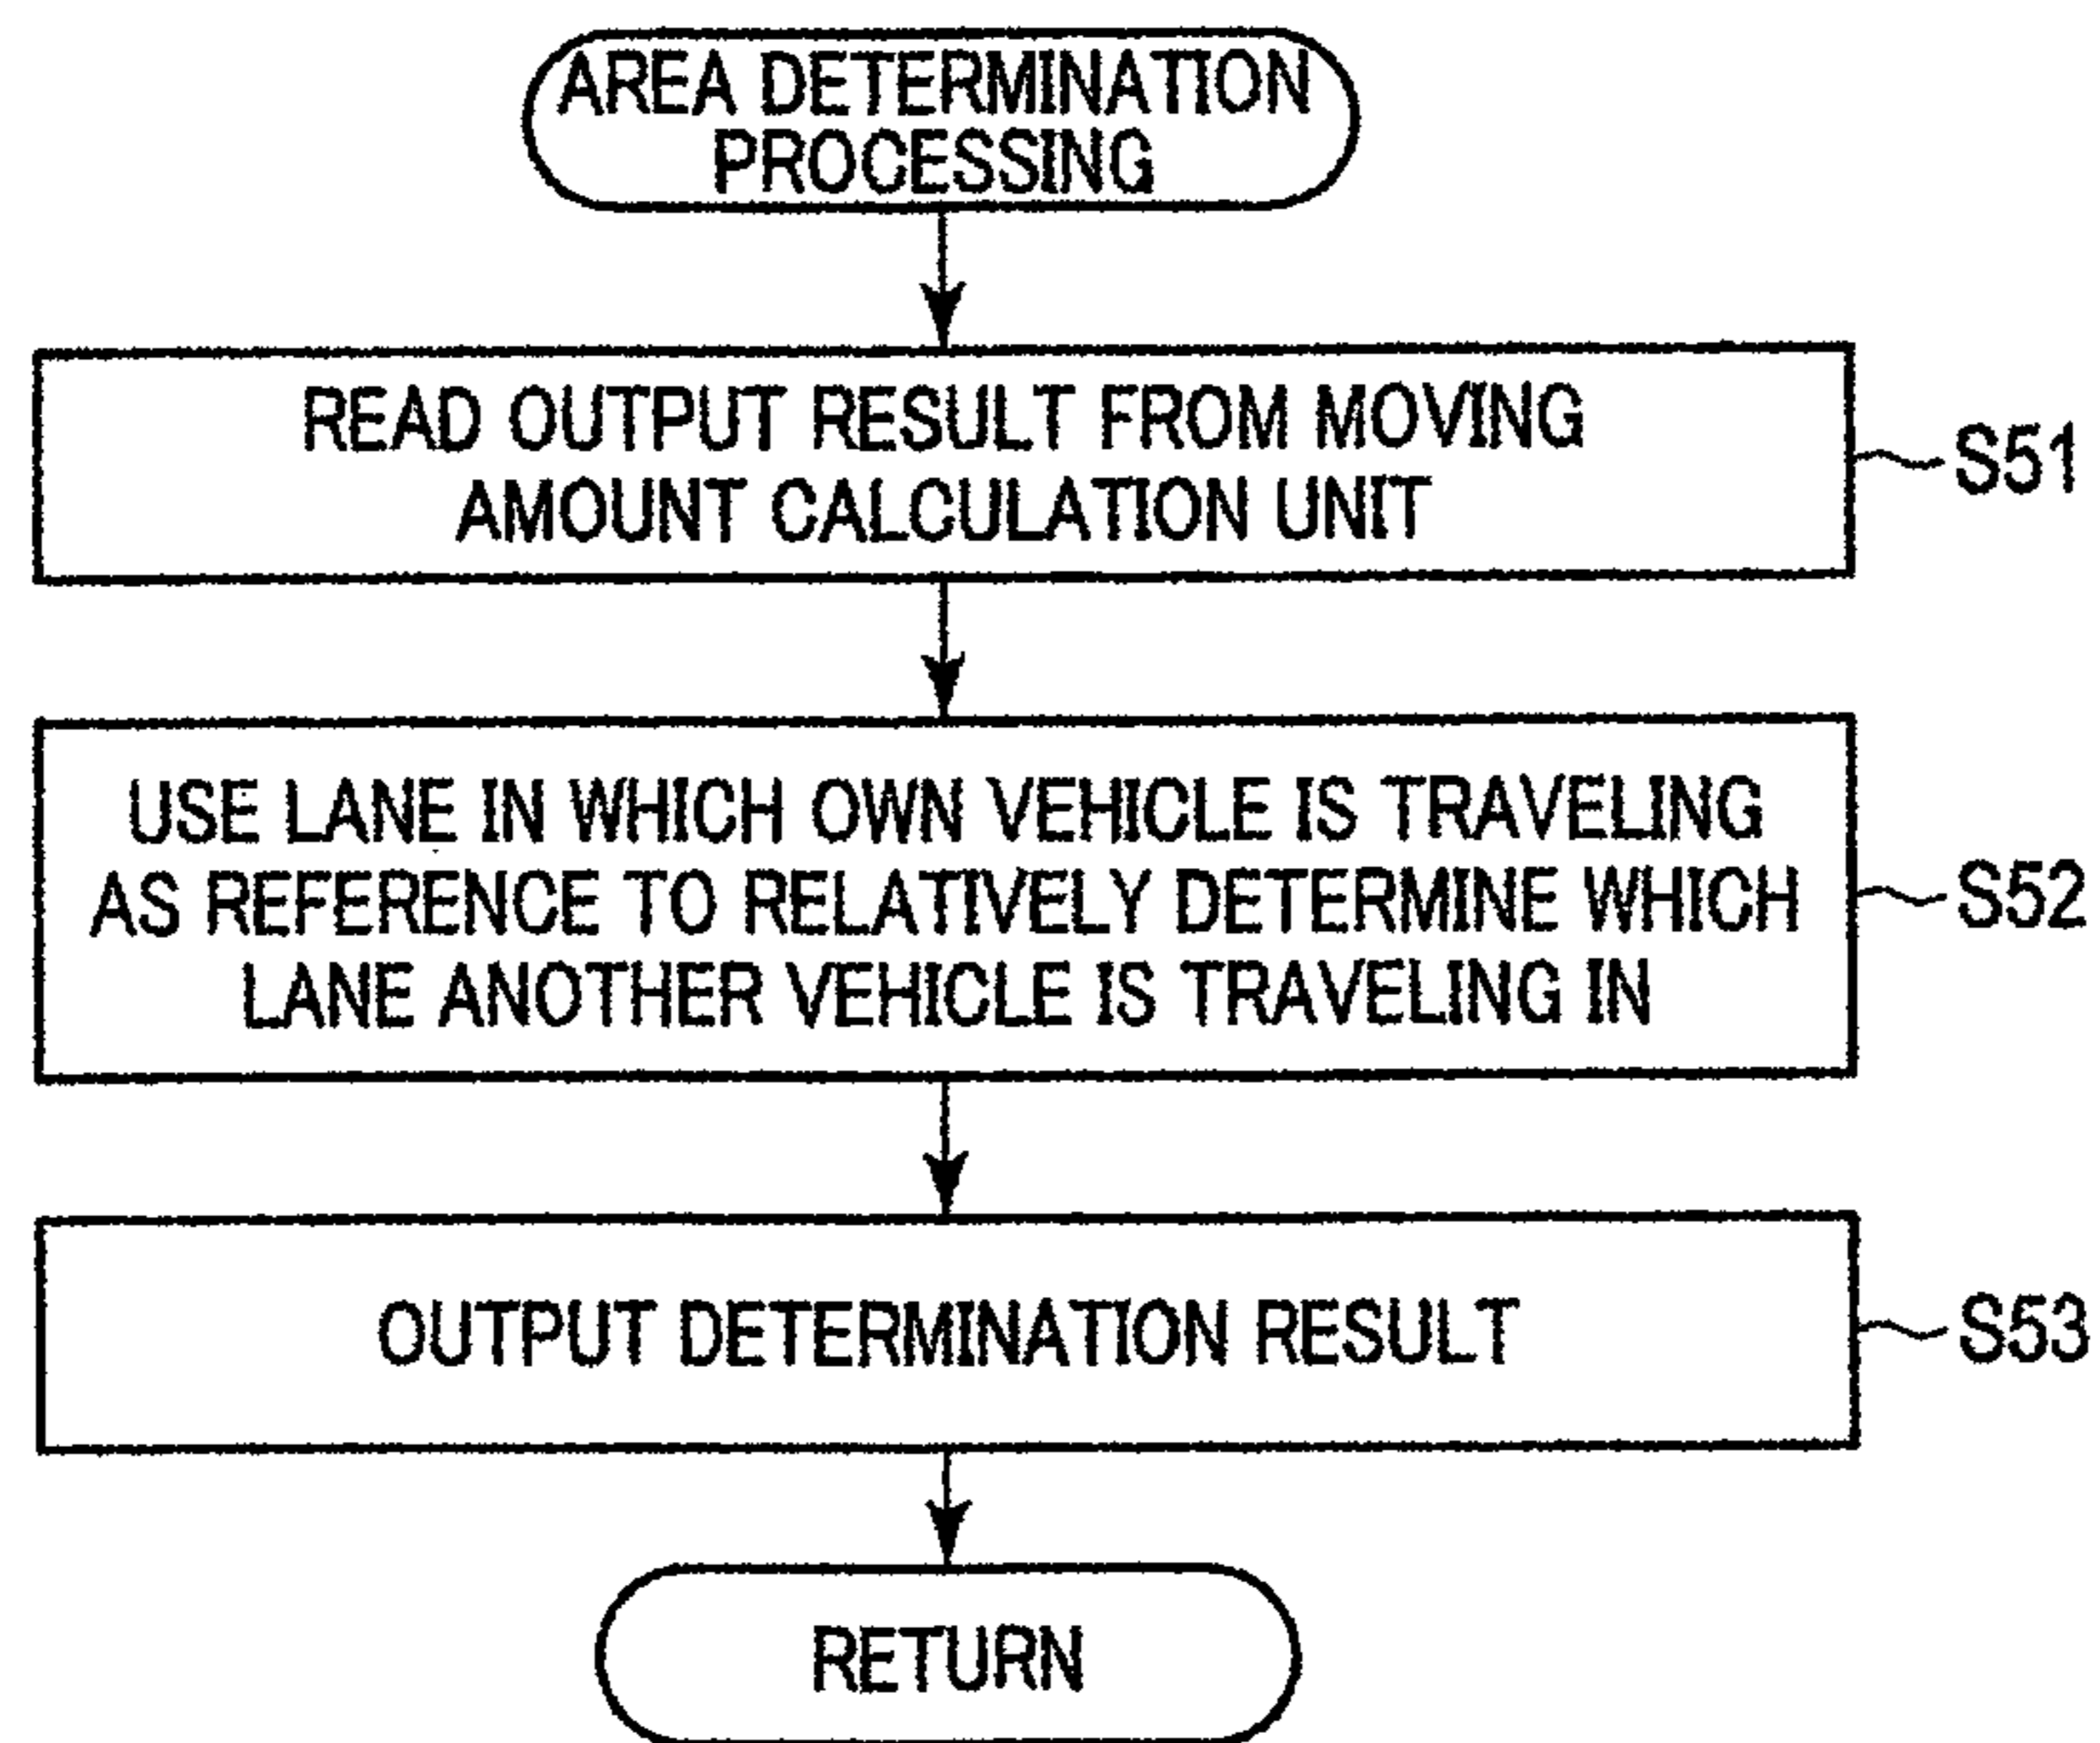 AREA DETERMINATION
PROCESSING
READ OUTPUT RESULT FROM MOVING
AMOUNT CALCULATION UNIT
S51
USE LANE IN WHICH OWN VEHICLE IS TRAVELING
AS REFERENCE TO RELATIVELY DETERMINE WHICH
LANE ANOTHER VEHICLE IS TRAVELING IN
S52
OUTPUT DETERMINATION RESULT
S53
RETURN